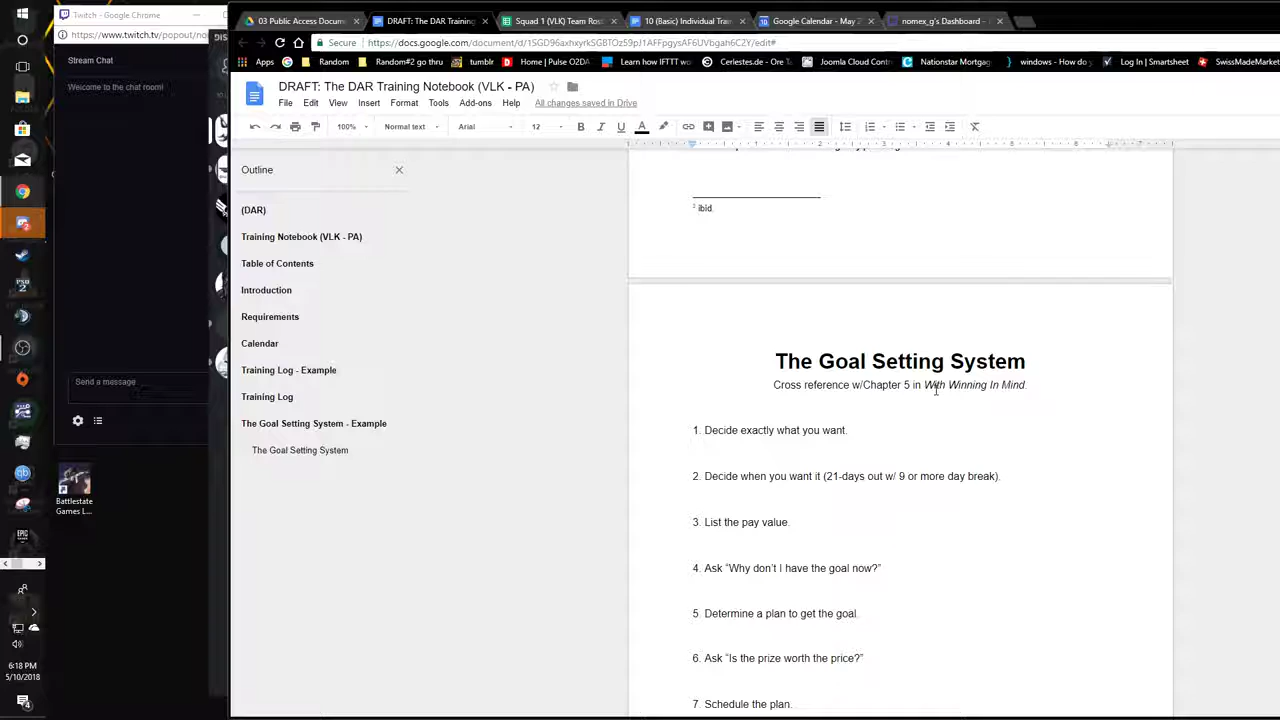 Twitch - Google Chrome
https://www.twitch.tv/popout/no
Stream Chat
Welcome to the chat room!
Send a message
Battlestate
Games L...
6:18 PM
5/10/2018
03 Public Access Docum
DRAFT: The DAR Training
Squad 1 (VLK) Team Rost
10 (Basic) Individual Train
Google Calendar - May 2
nomex_g's Dashboard -
Secure
Apps
Random
Random#2 go thru
tumblr
Home | Pulse O2DA
Learn how IFTTT wo
Cerlestes.de - Ore Ta
Joomla Cloud Contro
Nationstar Mortgag
windows - How do y
Log In | Smartsheet
SwissMadeMarket
DRAFT: The DAR Training Notebook (VLK - PA)
File Edit View Insert Format Tools Add-ons Help All changes saved in Drive
100% Normal text Arial 12 B I U A
Outline
(DAR)
Training Notebook (VLK - PA)
Table of Contents
Introduction
Requirements
Calendar
Training Log - Example
Training Log
The Goal Setting System - Example
The Goal Setting System
ibid.
The Goal Setting System
Cross reference w/Chapter 5 in With Winning In Mind.
1. Decide exactly what you want.
2. Decide when you want it (21-days out w/ 9 or more day break).
3. List the pay value.
4. Ask “Why don’t I have the goal now?”
5. Determine a plan to get the goal.
6. Ask “Is the prize worth the price?”
7. Schedule the plan.